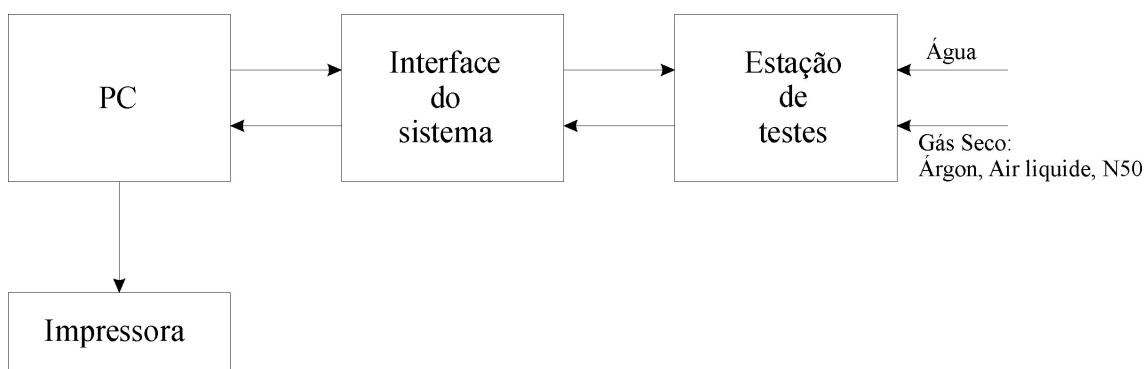 PC
Interface
do
sistema
Estação
de
testes
Água
Gás Seco:
Árgon, Air liquide, N50
Impressora